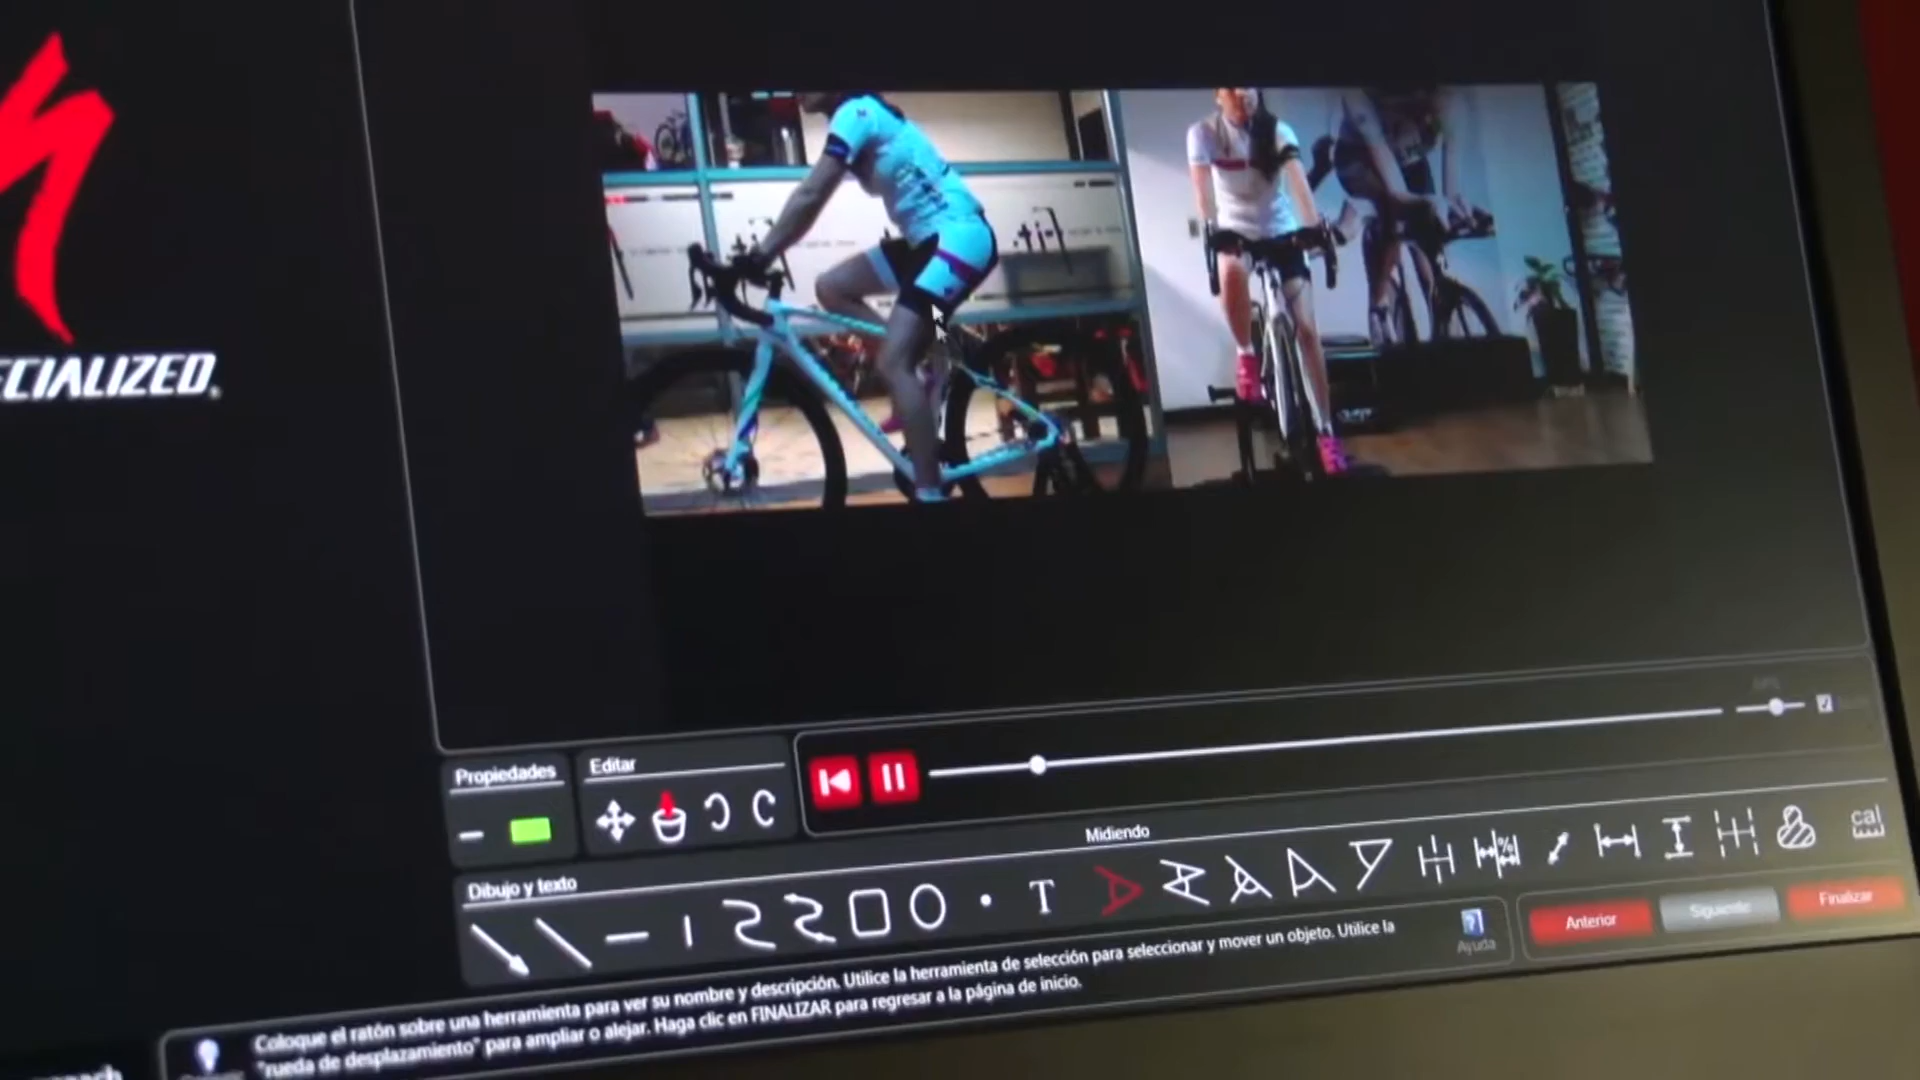 ECIALIZED
Propiedades
Editar
Midiendo
Dibujo y texto
T
%
cal
Ayuda
Anterior
Siguiente
Finalizar
Coloque el ratón sobre una herramienta para ver su nombre y descripción. Utilice la herramienta de selección para seleccionar y mover un objeto. Utilice la
"rueda de desplazamiento" para ampliar o alejar. Haga clic en FINALIZAR para regresar a la página de inicio.